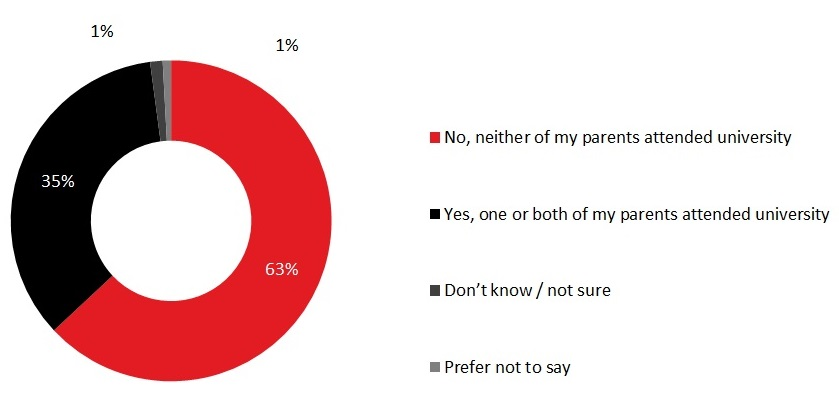 1%
1%
35%
63%
No, neither of my parents attended university
Yes, one or both of my parents attended university
Don’t know / not sure
Prefer not to say